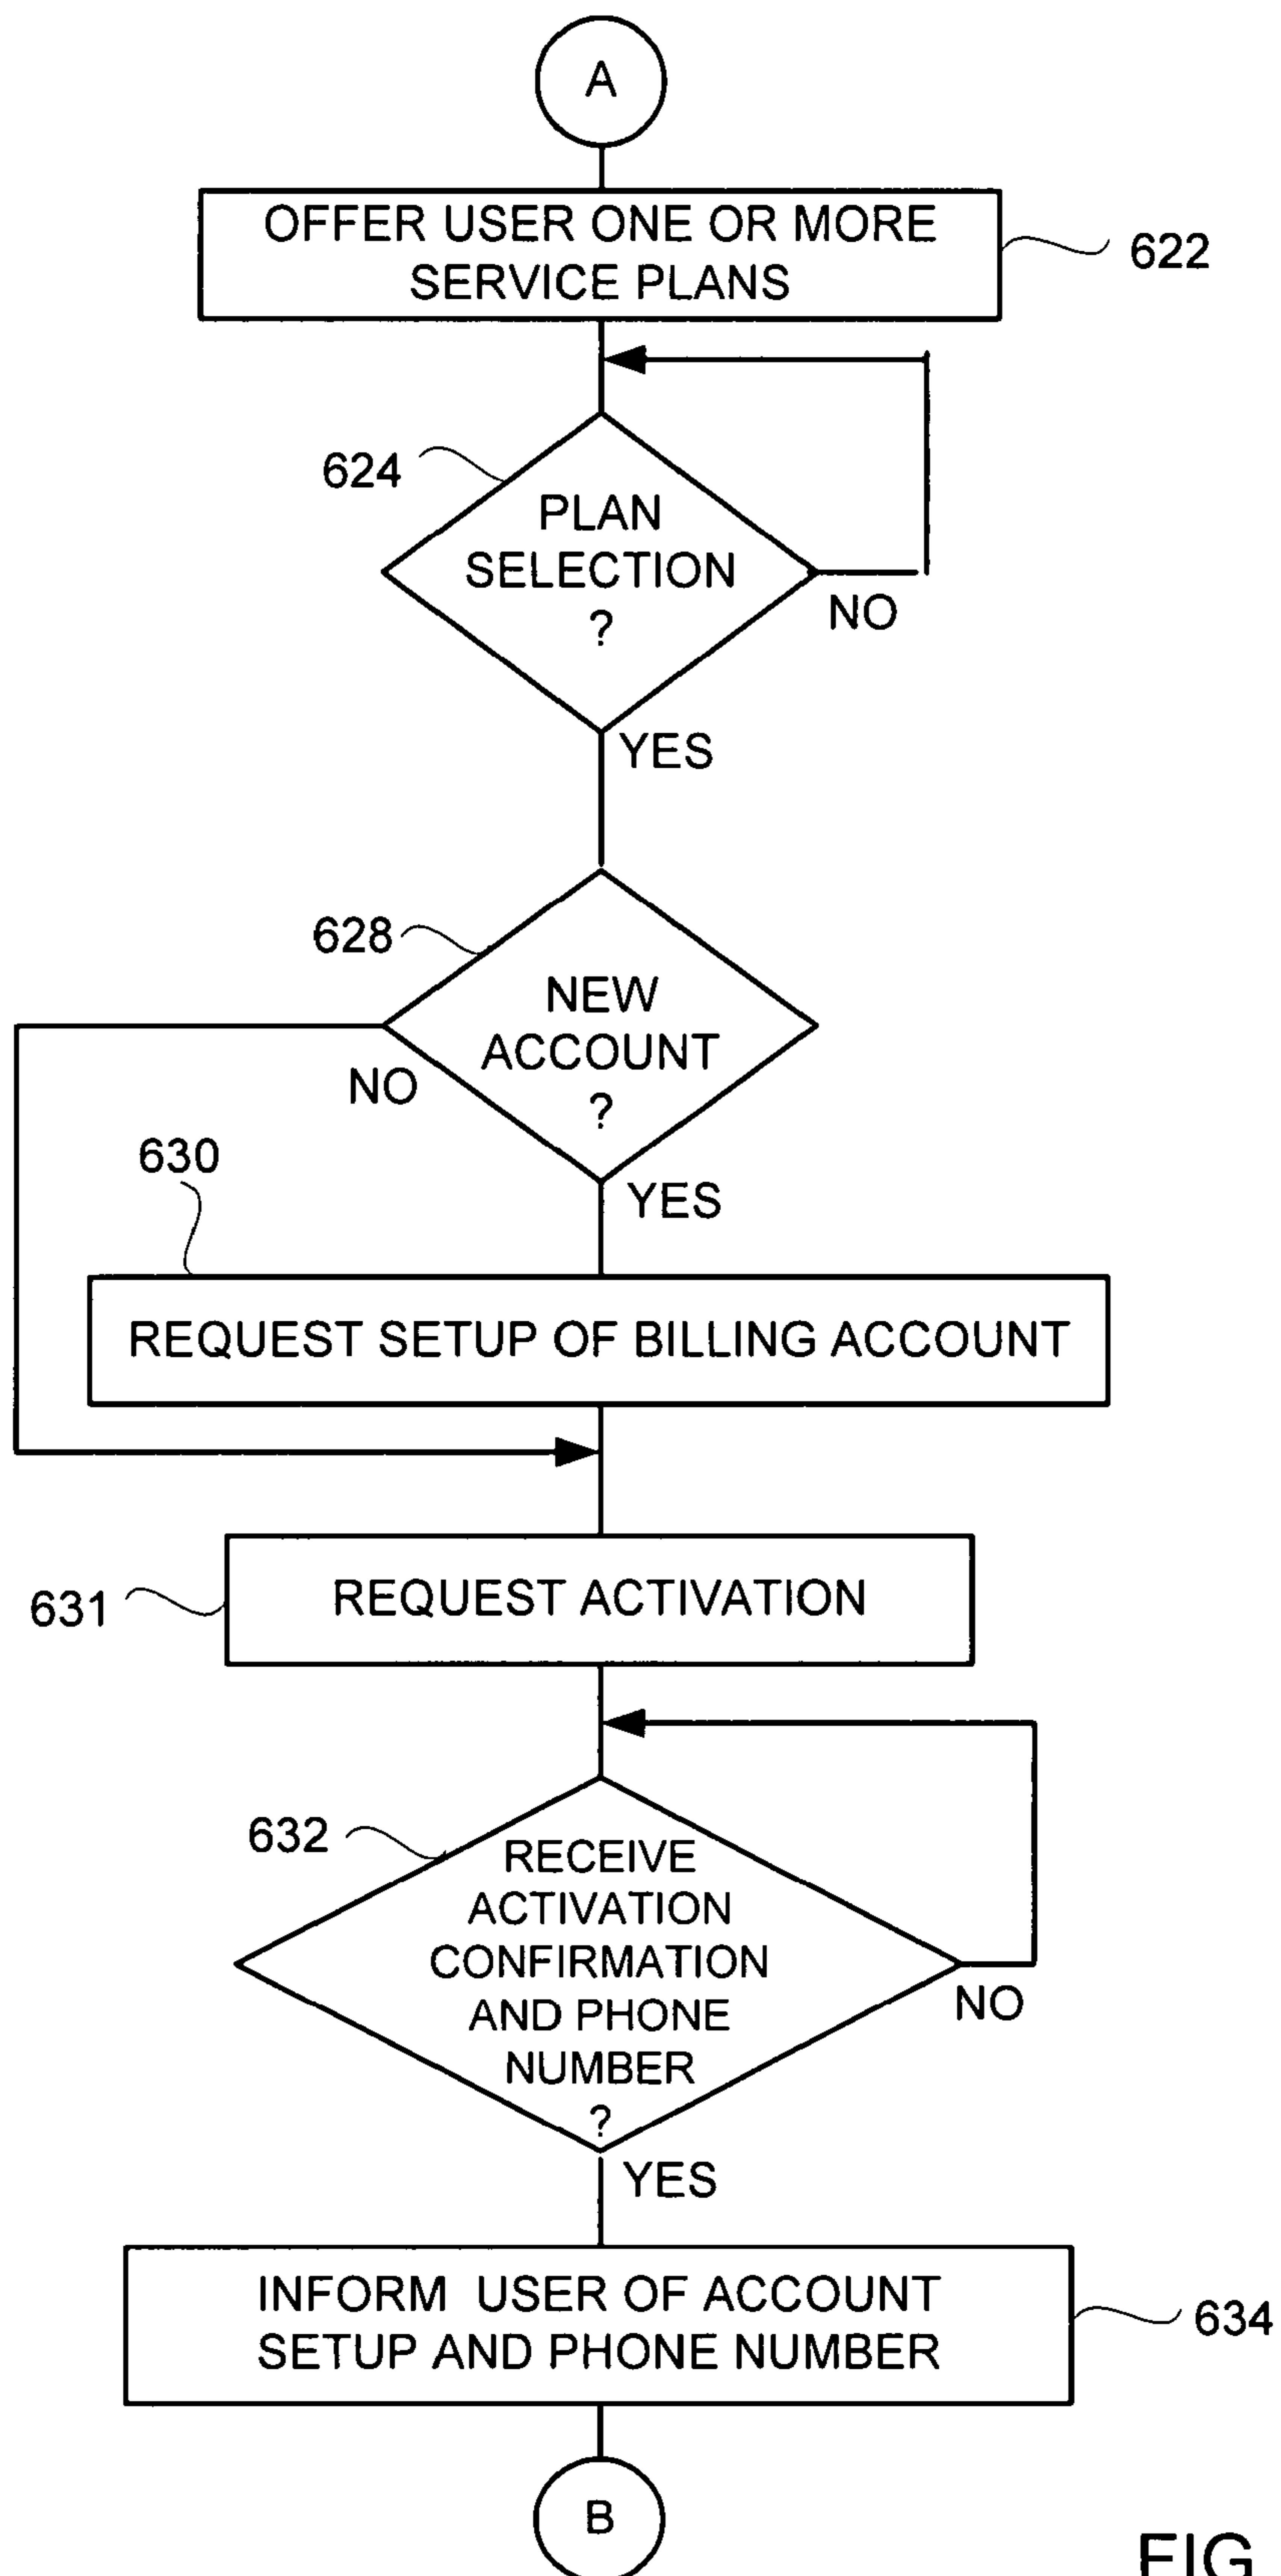 A
OFFER USER ONE OR MORE
SERVICE PLANS
622
624
PLAN
SELECTION
?
NO
YES
628
NEW
ACCOUNT
?
NO
YES
630
REQUEST SETUP OF BILLING ACCOUNT
REQUEST ACTIVATION
631
632
RECEIVE
ACTIVATION
CONFIRMATION
AND PHONE
NUMBER
?
NO
YES
INFORM USER OF ACCOUNT
SETUP AND PHONE NUMBER
634
B
FIG